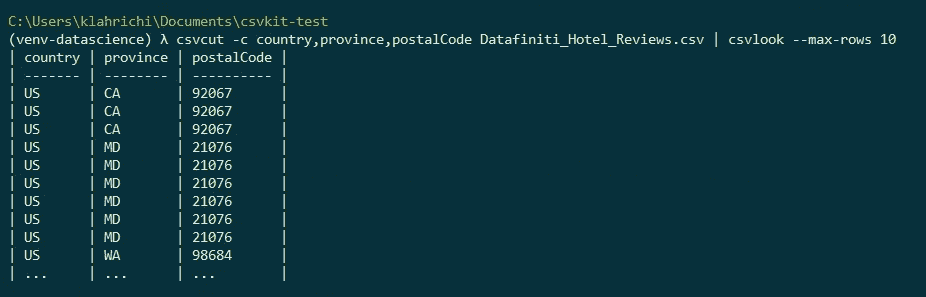 C:\Users\klahrichi\Documents\csvkit-test
(venv-datascience) λ csvcut -c country,province,postalCode Datafiniti_Hotel_Reviews.csv | csvlook --max-rows 10
| country | province | postalCode |
| ------- | -------- | ---------- |
| US      | CA       | 92067      |
| US      | CA       | 92067      |
| US      | CA       | 92067      |
| US      | MD       | 21076      |
| US      | MD       | 21076      |
| US      | MD       | 21076      |
| US      | MD       | 21076      |
| US      | MD       | 21076      |
| US      | MD       | 21076      |
| US      | WA       | 98684      |
| ...     | ...      | ...        |